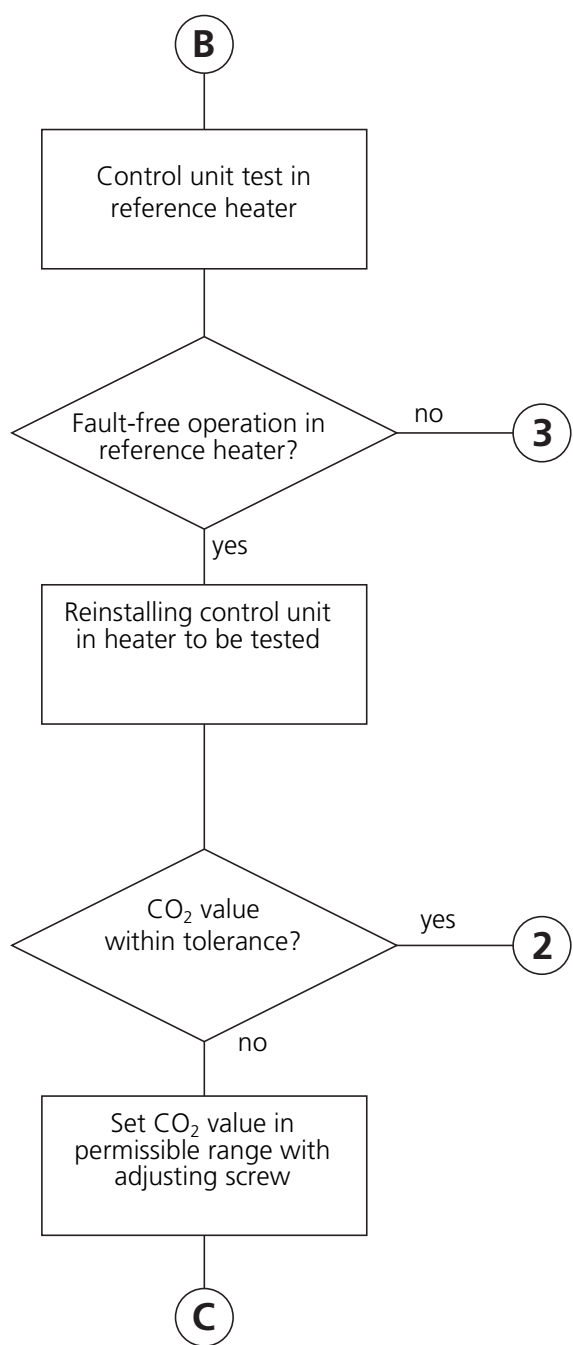 B
Control unit test in
reference heater
Fault-free operation in
reference heater?
no
3
yes
Reinstalling control unit
in heater to be tested
CO₂ value
within tolerance?
yes
2
no
Set CO₂ value in
permissible range with
adjusting screw
C